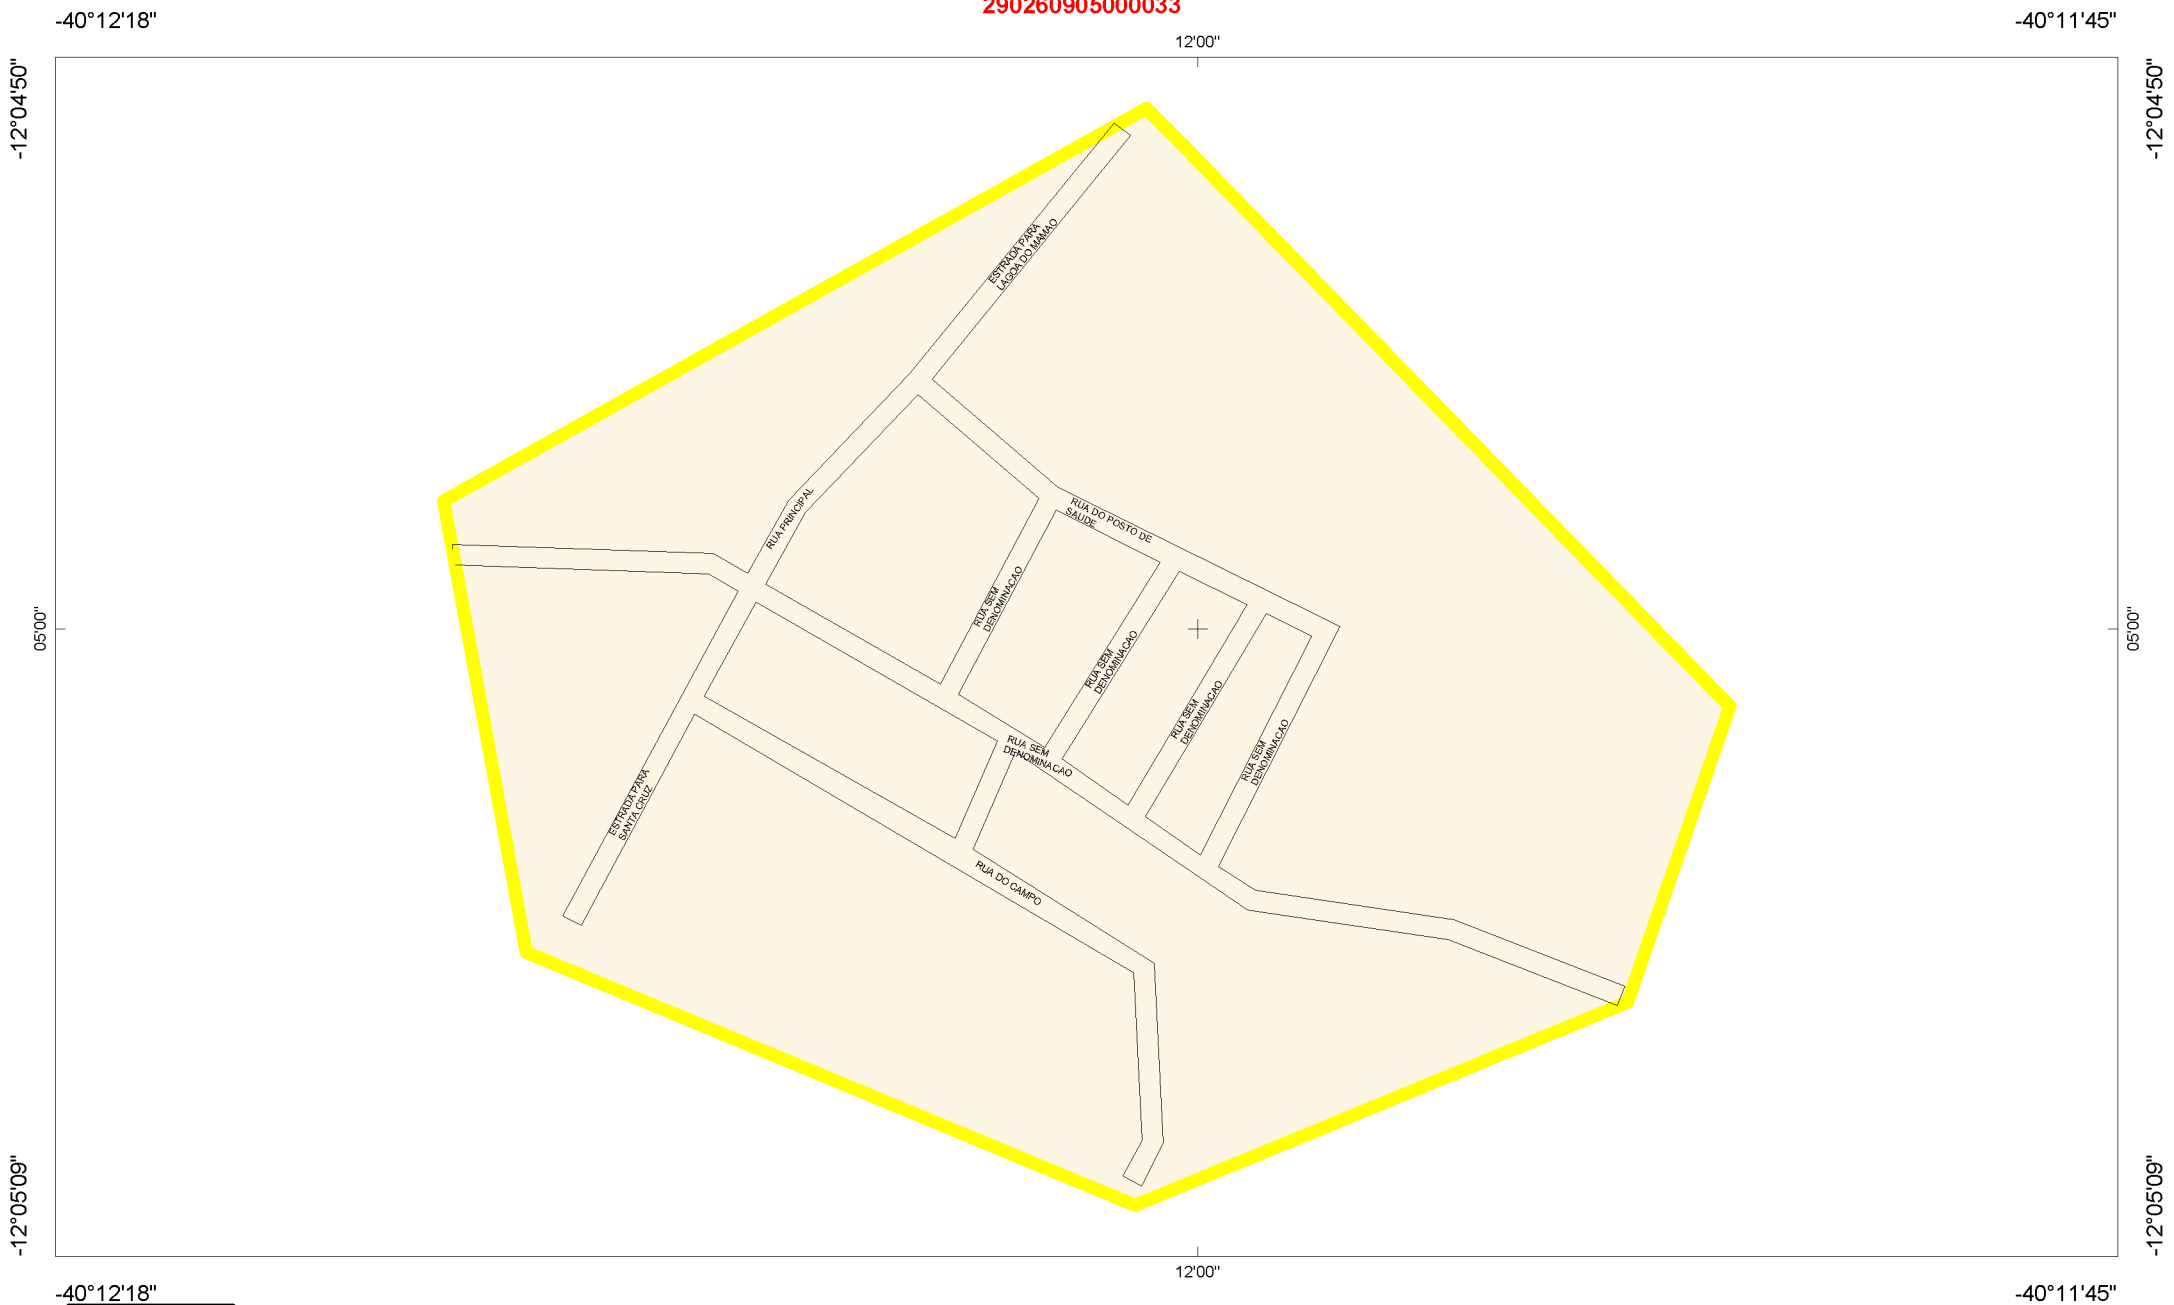 290260905000033
-40°12'18"
-40°11'45"
12'00"
-12°04'50"
-12°04'50"
ESTRADA PARA
LAGOA DO MAMAO
RUA PRINCIPAL
RUA DO POSTO DE
SAUDE
RUA SEM
DENOMINACAO
05'00"
05'00"
RUA SEM
DENOMINACAO
RUA SEM
DENOMINACAO
RUA SEM
DENOMINACAO
RUA SEM
DENOMINACAO
ESTRADA PARA
SANTA CRUZ
RUA DO CAMPO
-12°05'09"
-12°05'09"
12'00"
-40°12'18"
-40°11'45"